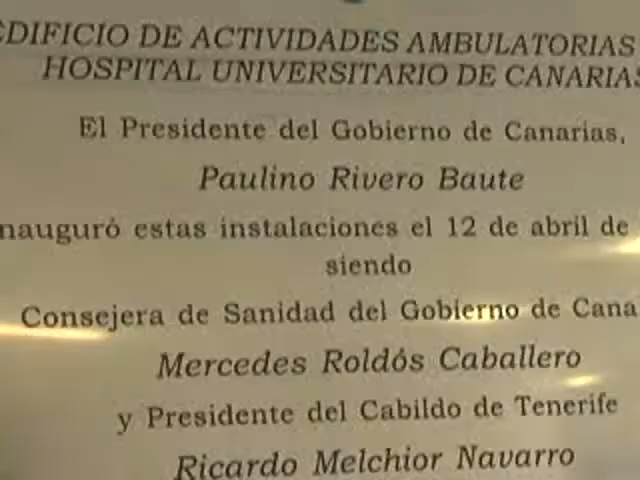 EDIFICIO DE ACTIVIDADES AMBULATORIAS
HOSPITAL UNIVERSITARIO DE CANARIAS
El Presidente del Gobierno de Canarias,
Paulino Rivero Baute
nauguró estas instalaciones el 12 de abril de
siendo
Consejera de Sanidad del Gobierno de Cana
Mercedes Roldós Caballero
y Presidente del Cabildo de Tenerife
Ricardo Melchior Navarro